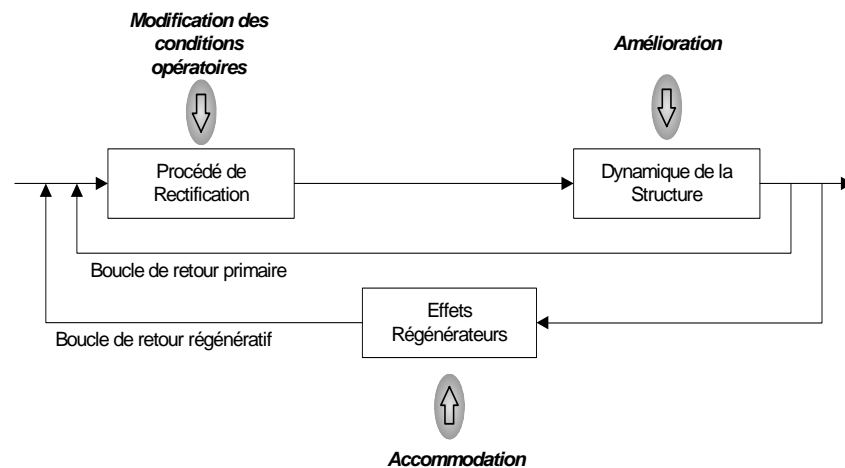 Modification des
conditions
opératoires
Amélioration
Procédé de
Rectification
Dynamique de la
Structure
Boucle de retour primaire
Effets
Régénérateurs
Boucle de retour régénératif
Accommodation